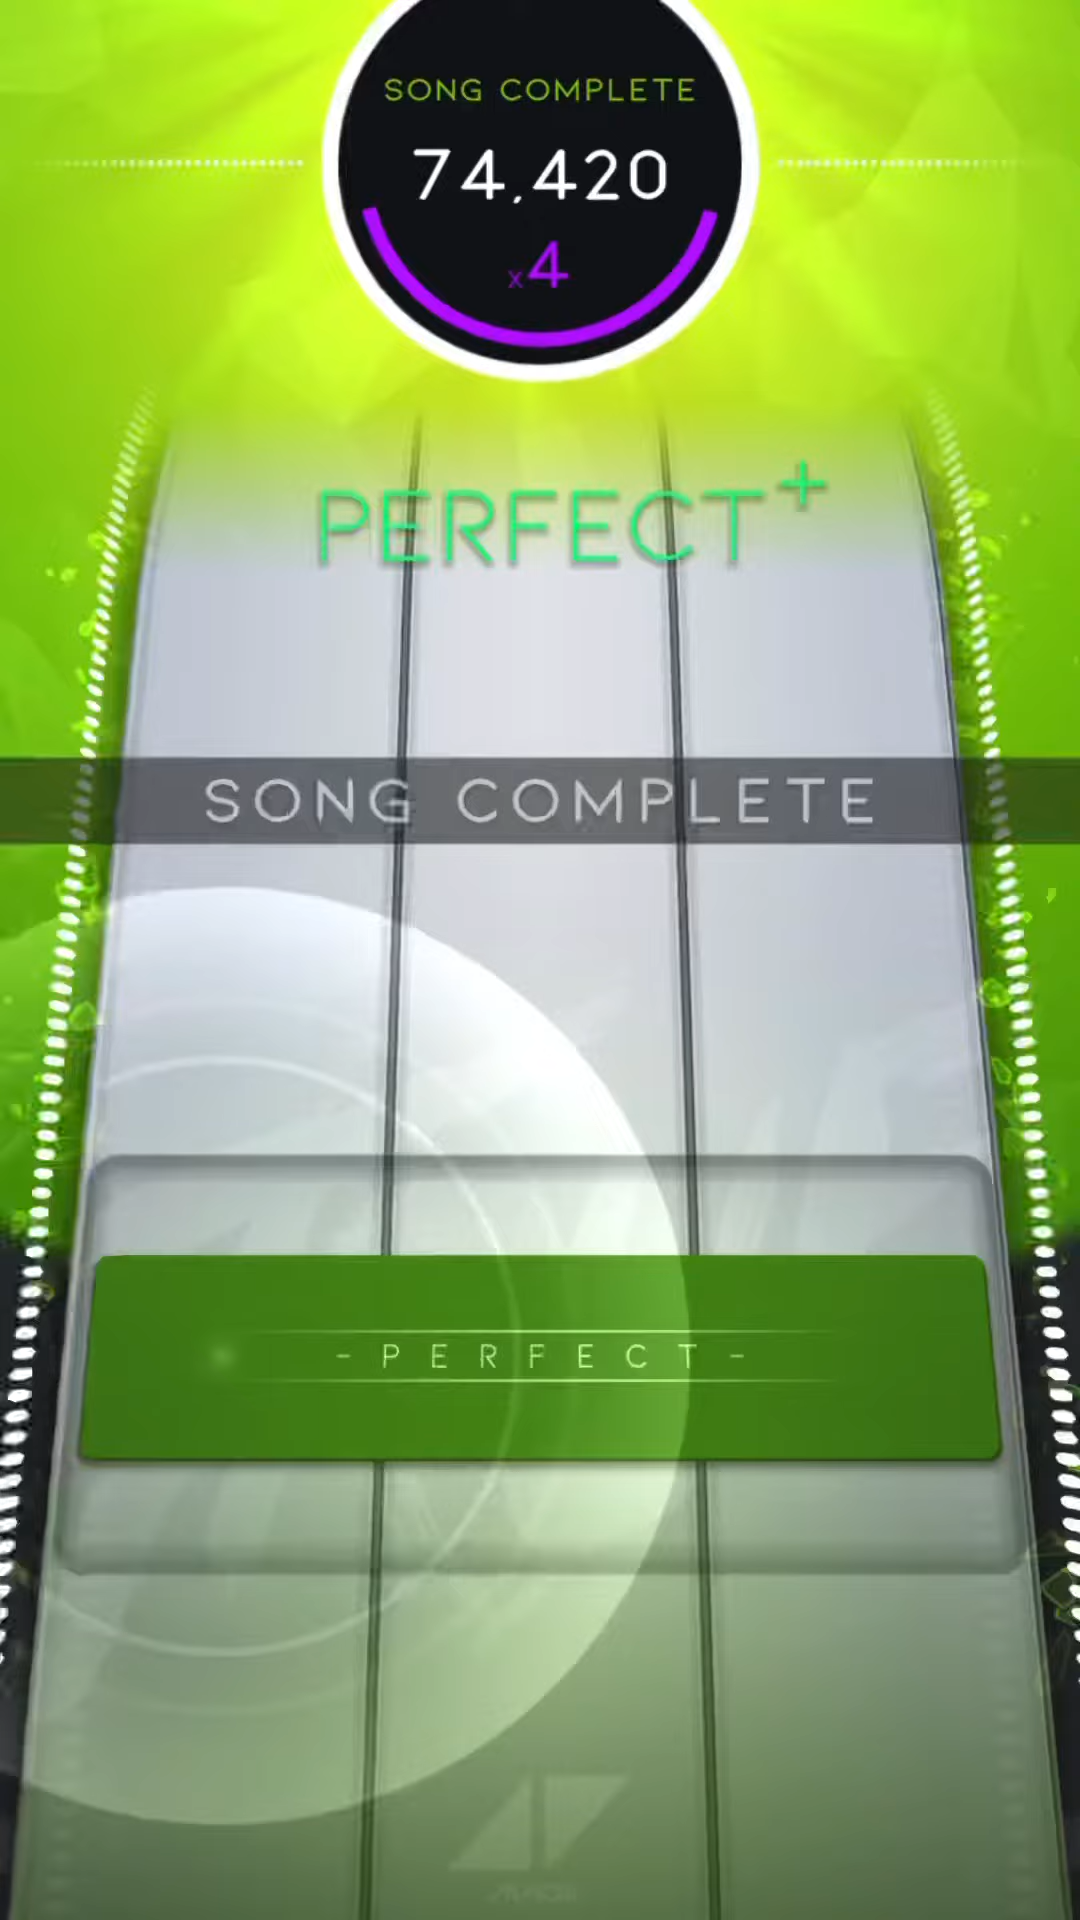 SONG COMPLETE
74,420
x4
PERFECT+
SONG COMPLETE
- PERFECT -